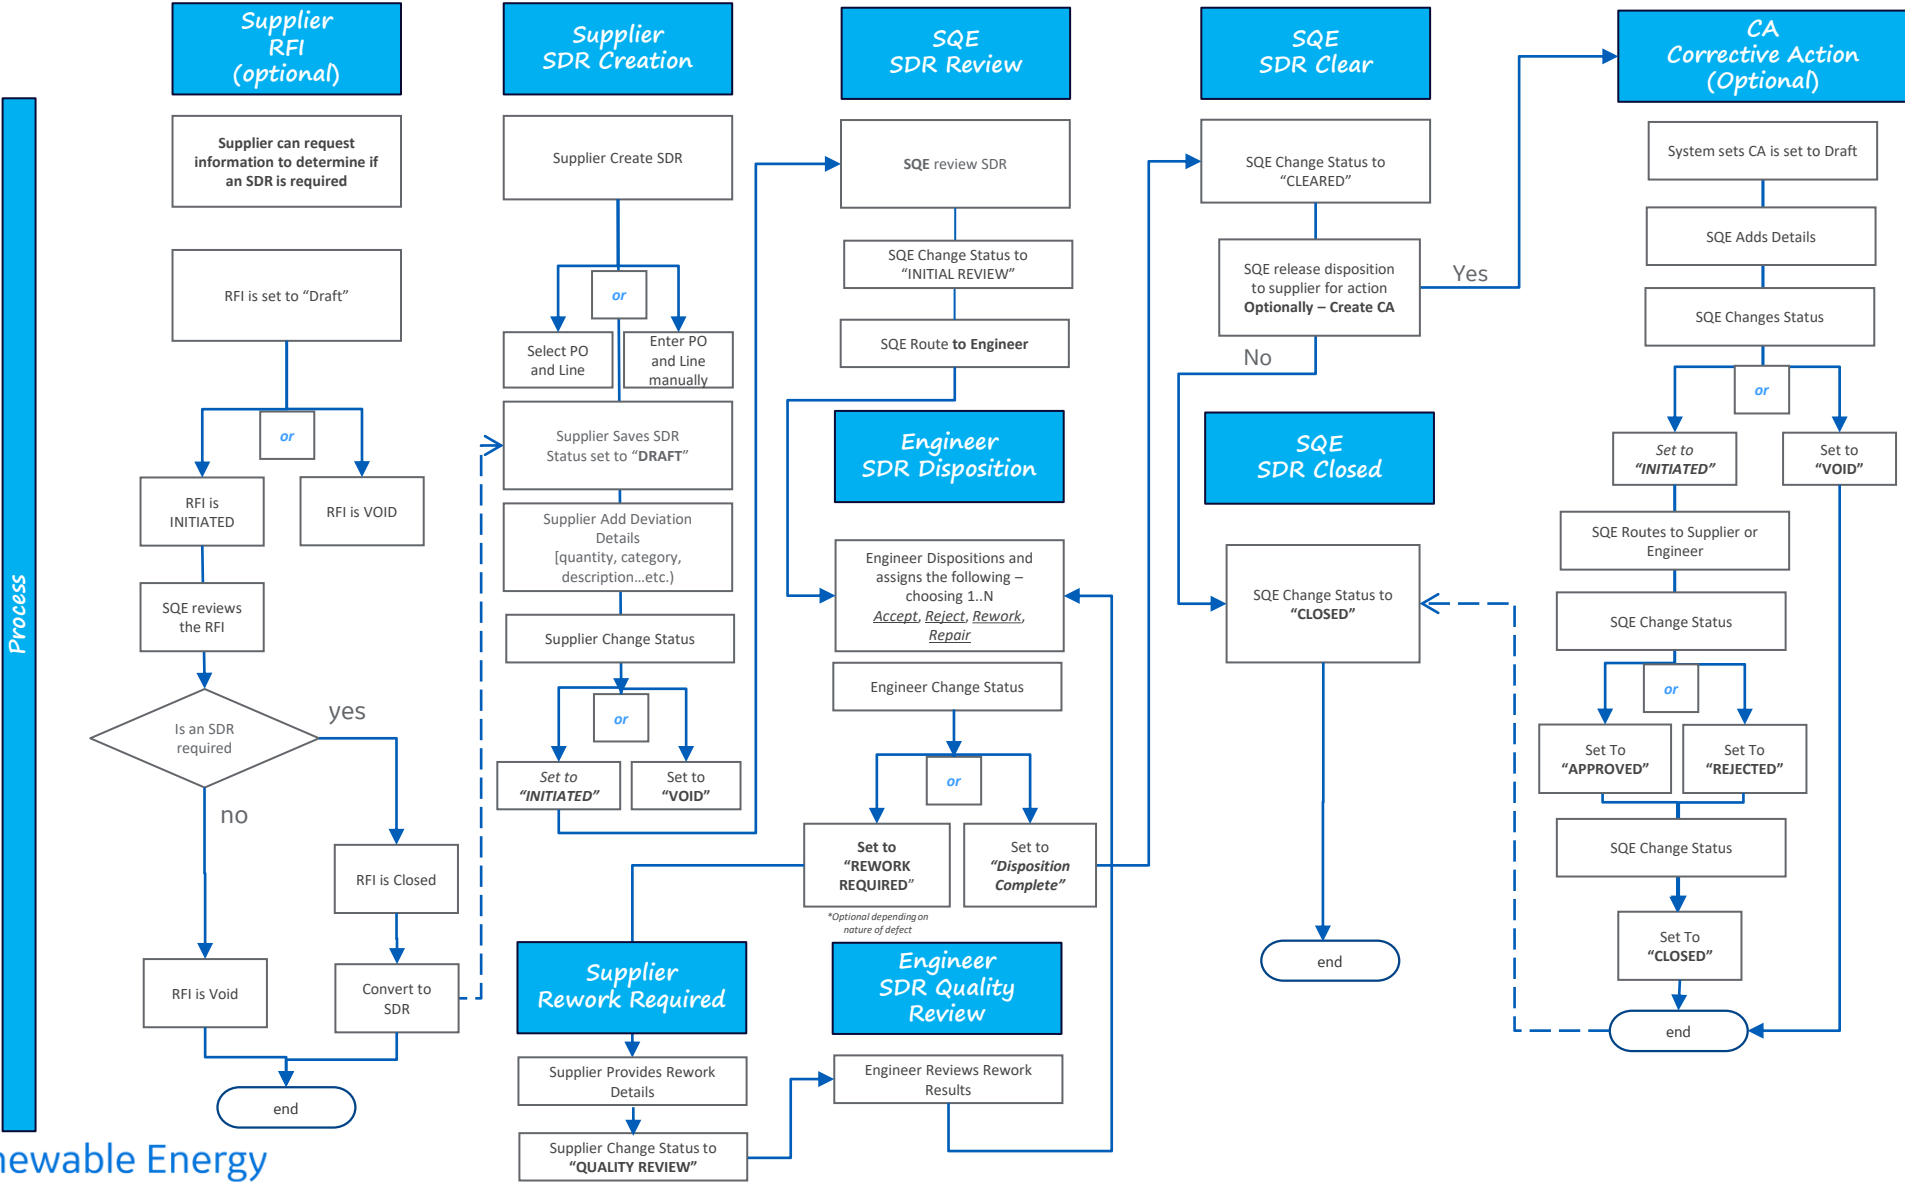 Supplier
RFI
(optional)
Supplier can request
information to determine if
an SDR is required
RFI is set to “Draft”
or
RFI is
INITIATED
RFI is VOID
SQE reviews
the RFI
Is an SDR
required
yes
no
RFI is Closed
RFI is Void
Convert to
SDR
end
Process
Supplier
SDR Creation
Supplier Create SDR
or
Select PO
and Line
Enter PO
and Line
manually
Supplier Saves SDR
Status set to “DRAFT”
Supplier Add Deviation
Details
[quantity, category,
description...etc.)
Supplier Change Status
or
Set to
“INITIATED”
Set to
“VOID”
Supplier
Rework Required
Supplier Provides Rework
Details
Supplier Change Status to
“QUALITY REVIEW”
SQE
SDR Review
SQE review SDR
SQE Change Status to
“INITIAL REVIEW”
SQE Route to Engineer
Engineer
SDR Disposition
Engineer Dispositions and
assigns the following –
choosing 1..N
Accept, Reject, Rework,
Repair
Engineer Change Status
or
Set to
“REWORK
REQUIRED”
Set to
“Disposition
Complete”
*Optional depending on
nature of defect
Engineer
SDR Quality
Review
Engineer Reviews Rework
Results
SQE
SDR Clear
SQE Change Status to
“CLEARED”
SQE release disposition
to supplier for action
Optionally – Create CA
Yes
No
SQE
SDR Closed
SQE Change Status to
“CLOSED”
end
CA
Corrective Action
(Optional)
System sets CA is set to Draft
SQE Adds Details
SQE Changes Status
or
Set to
“INITIATED”
Set to
“VOID”
SQE Routes to Supplier or
Engineer
SQE Change Status
or
Set To
“APPROVED”
Set To
“REJECTED”
SQE Change Status
Set To
“CLOSED”
end
newable Energy